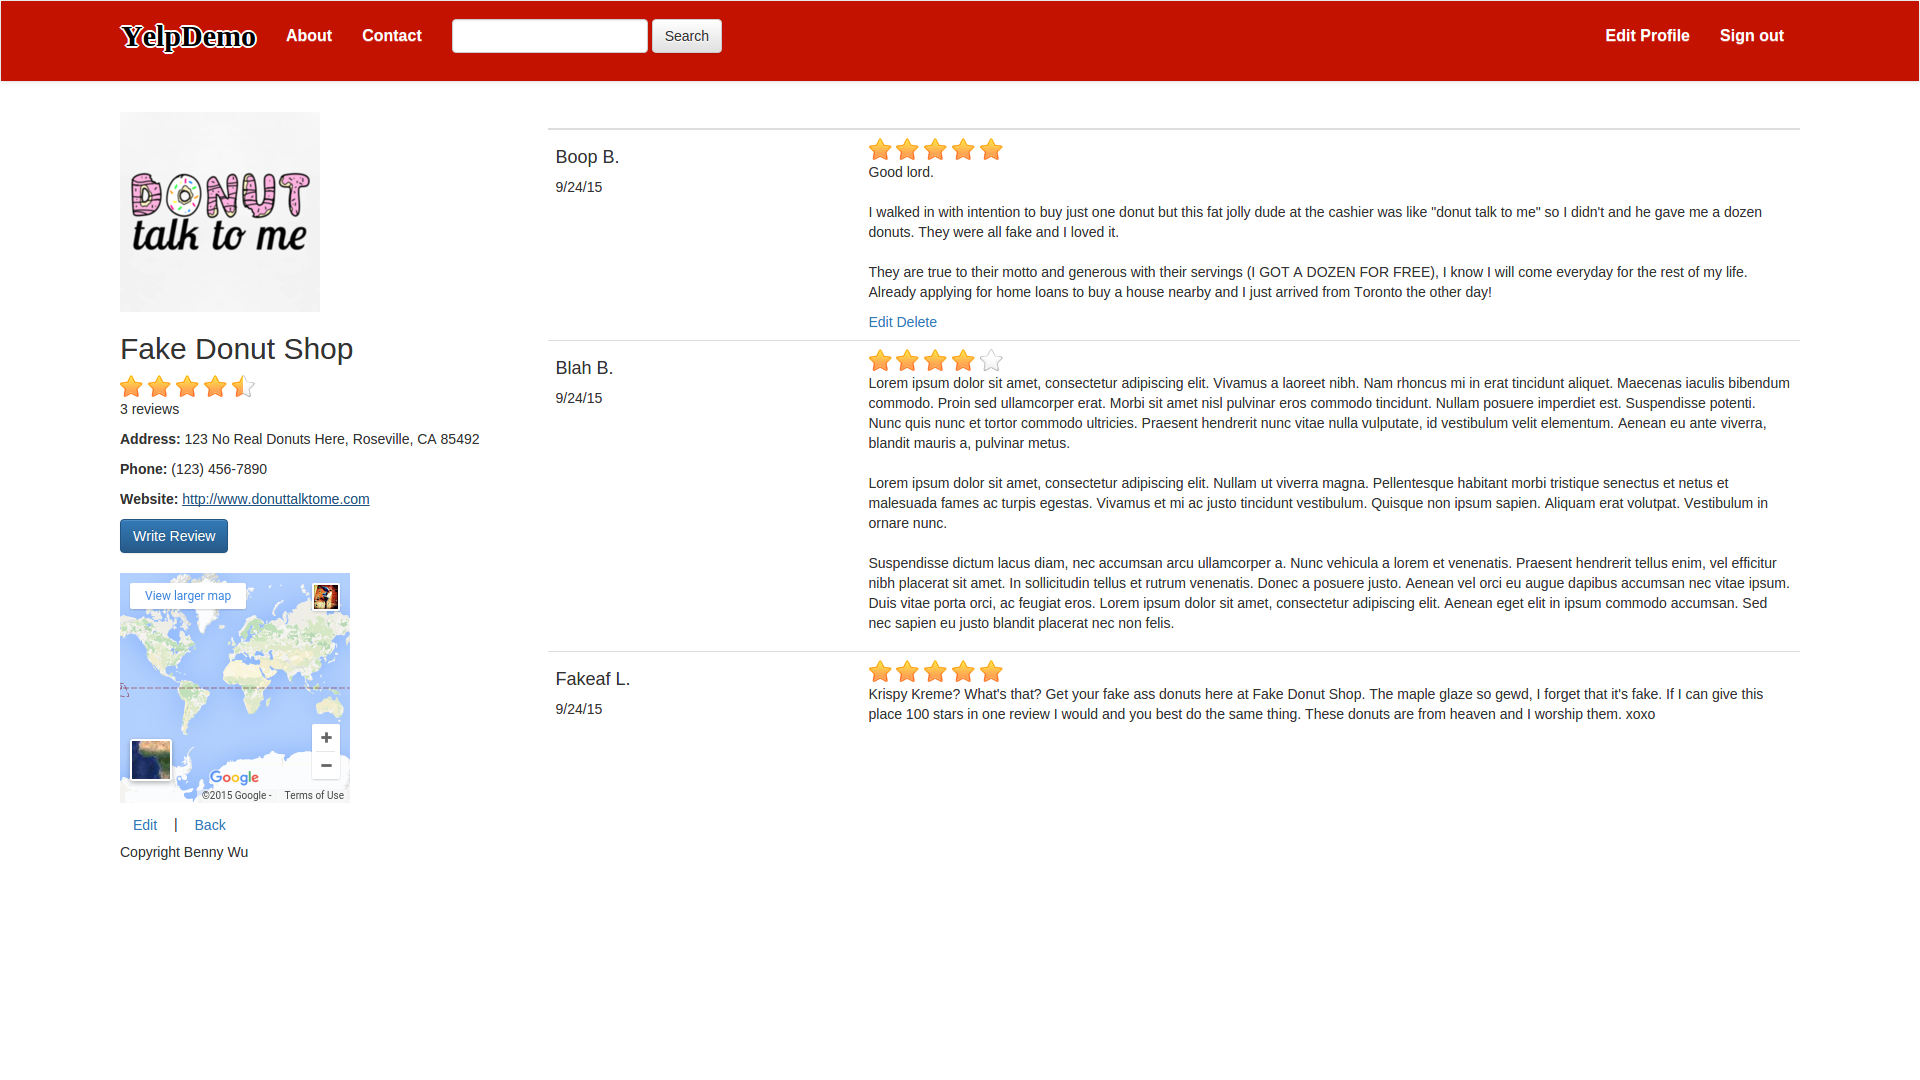 YelpDemo About Contact Search Edit Profile Sign out
DONUT
talk to me
Fake Donut Shop
3 reviews
Address: 123 No Real Donuts Here, Roseville, CA 85492
Phone: (123) 456-7890
Website: http://www.donuttalktome.com
Write Review
View larger map
Google
©2015 Google - Terms of Use
Edit | Back
Copyright Benny Wu
Boop B.
9/24/15
Good lord.
I walked in with intention to buy just one donut but this fat jolly dude at the cashier was like "donut talk to me" so I didn't and he gave me a dozen
donuts. They were all fake and I loved it.
They are true to their motto and generous with their servings (I GOT A DOZEN FOR FREE), I know I will come everyday for the rest of my life.
Already applying for home loans to buy a house nearby and I just arrived from Toronto the other day!
Edit Delete
Blah B.
9/24/15
Lorem ipsum dolor sit amet, consectetur adipiscing elit. Vivamus a laoreet nibh. Nam rhoncus mi in erat tincidunt aliquet. Maecenas iaculis bibendum
commodo. Proin sed ullamcorper erat. Morbi sit amet nisl pulvinar eros commodo tincidunt. Nullam posuere imperdiet est. Suspendisse potenti.
Nunc quis nunc et tortor commodo ultricies. Praesent hendrerit nunc vitae nulla vulputate, id vestibulum velit elementum. Aenean eu ante viverra,
blandit mauris a, pulvinar metus.
Lorem ipsum dolor sit amet, consectetur adipiscing elit. Nullam ut viverra magna. Pellentesque habitant morbi tristique senectus et netus et
malesuada fames ac turpis egestas. Vivamus et mi ac justo tincidunt vestibulum. Quisque non ipsum sapien. Aliquam erat volutpat. Vestibulum in
ornare nunc.
Suspendisse dictum lacus diam, nec accumsan arcu ullamcorper a. Nunc vehicula a lorem et venenatis. Praesent hendrerit tellus enim, vel efficitur
nibh placerat sit amet. In sollicitudin tellus et rutrum venenatis. Donec a posuere justo. Aenean vel orci eu augue dapibus accumsan nec vitae ipsum.
Duis vitae porta orci, ac feugiat eros. Lorem ipsum dolor sit amet, consectetur adipiscing elit. Aenean eget elit in ipsum commodo accumsan. Sed
nec sapien eu justo blandit placerat nec non felis.
Fakeaf L.
9/24/15
Krispy Kreme? What's that? Get your fake ass donuts here at Fake Donut Shop. The maple glaze so gewd, I forget that it's fake. If I can give this
place 100 stars in one review I would and you best do the same thing. These donuts are from heaven and I worship them. xoxo